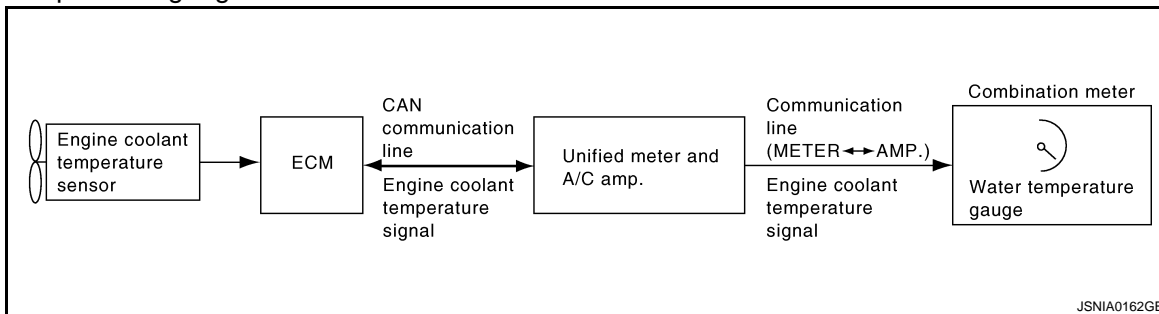 Engine coolant
temperature
sensor
ECM
CAN
communication
line
Engine coolant
temperature
signal
Unified meter and
A/C amp.
Communication
line
(METER↔AMP.)
Engine coolant
temperature
signal
Combination meter
Water temperature
gauge